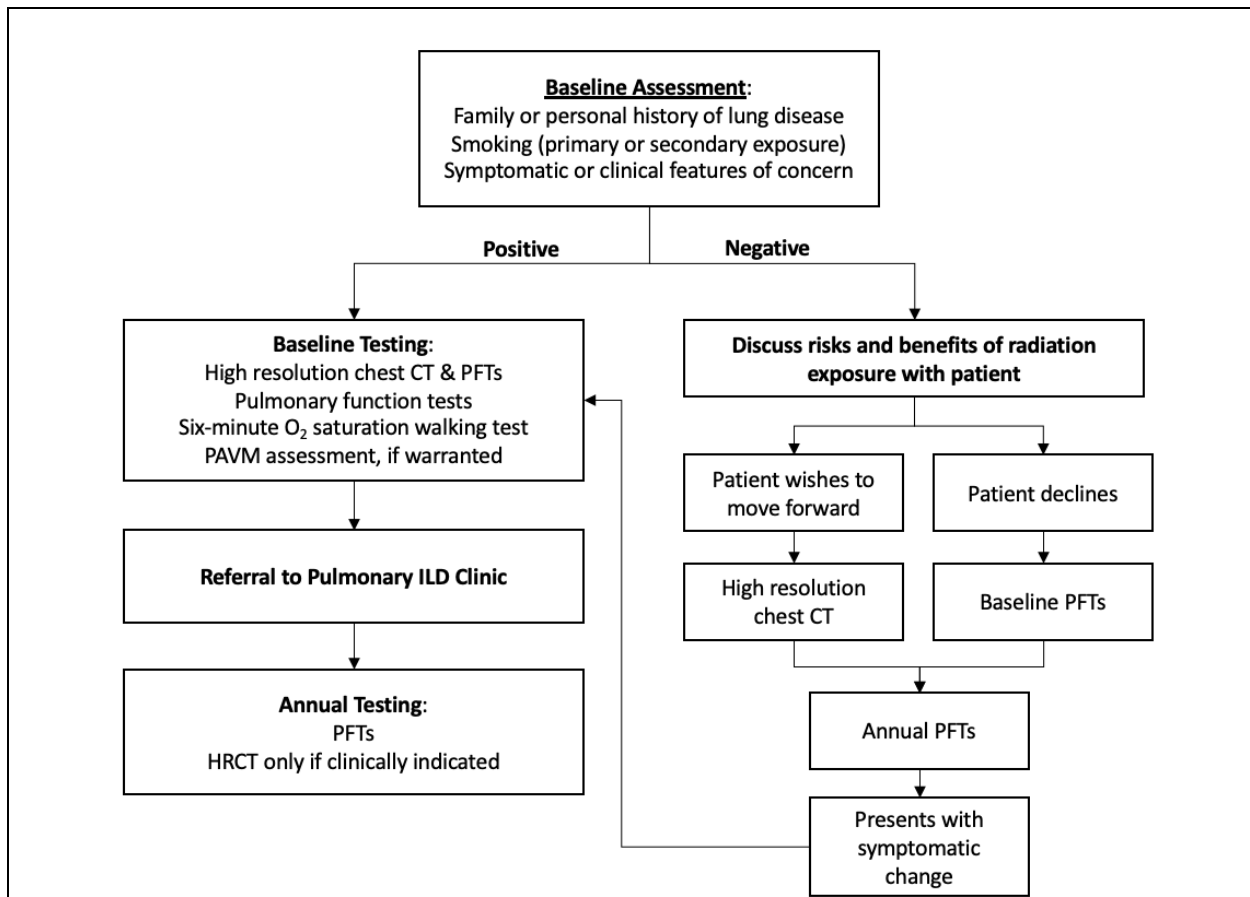 Baseline Assessment:
Family or personal history of lung disease
Smoking (primary or secondary exposure)
Symptomatic or clinical features of concern
Positive
Negative
Baseline Testing:
High resolution chest CT & PFTs
Pulmonary function tests
Six-minute O₂ saturation walking test
PAVM assessment, if warranted
Referral to Pulmonary ILD Clinic
Annual Testing:
PFTs
HRCT only if clinically indicated
Discuss risks and benefits of radiation
exposure with patient
Patient wishes to
move forward
Patient declines
High resolution
chest CT
Baseline PFTs
Annual PFTs
Presents with
symptomatic
change